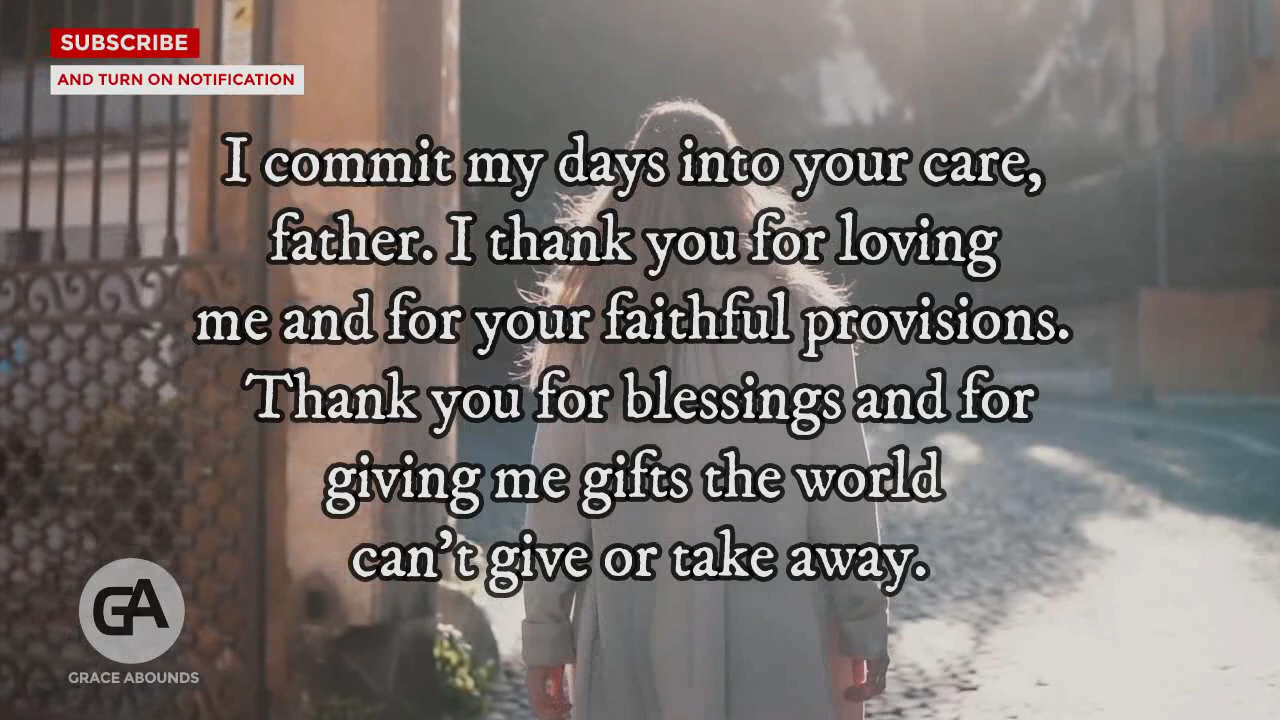 SUBSCRIBE
AND TURN ON NOTIFICATION
I commit my days into your care,
father. I thank you for loving
me and for your faithful provisions.
Thank you for blessings and for
giving me gifts the world
can't give or take away.
GA
GRACE ABOUNDS